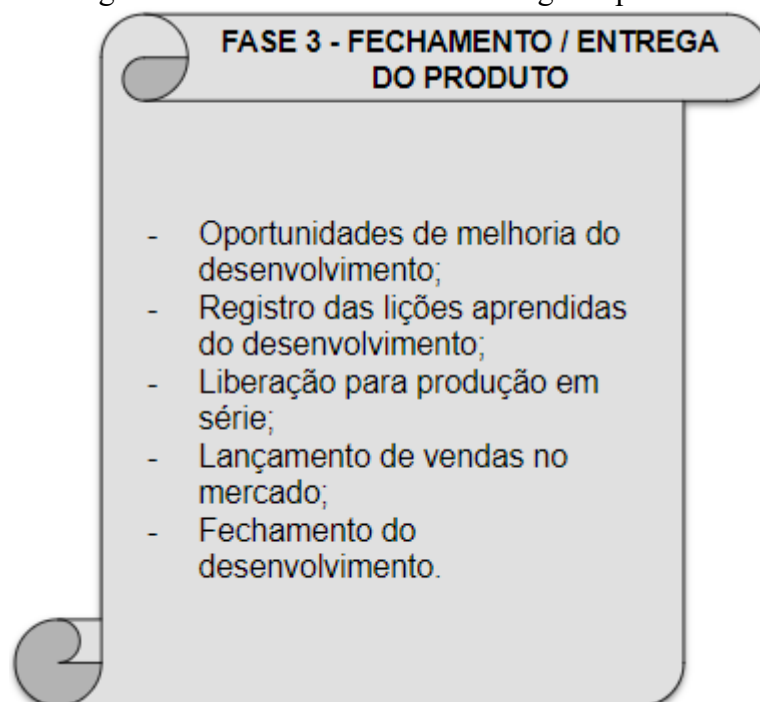 FASE 3 - FECHAMENTO / ENTREGA
DO PRODUTO
- Oportunidades de melhoria do
desenvolvimento;
- Registro das lições aprendidas
do desenvolvimento;
- Liberação para produção em
série;
- Lançamento de vendas no
mercado;
- Fechamento do
desenvolvimento.